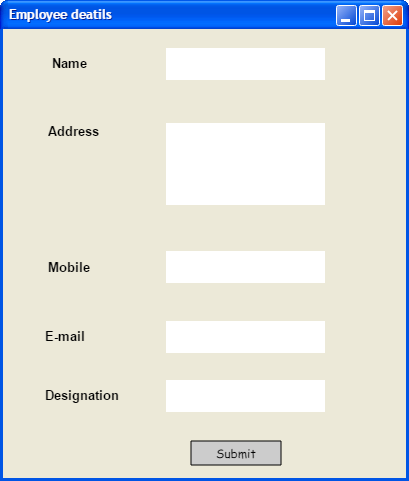 Employee deatils
Name
Address
Mobile
E-mail
Designation
Submit